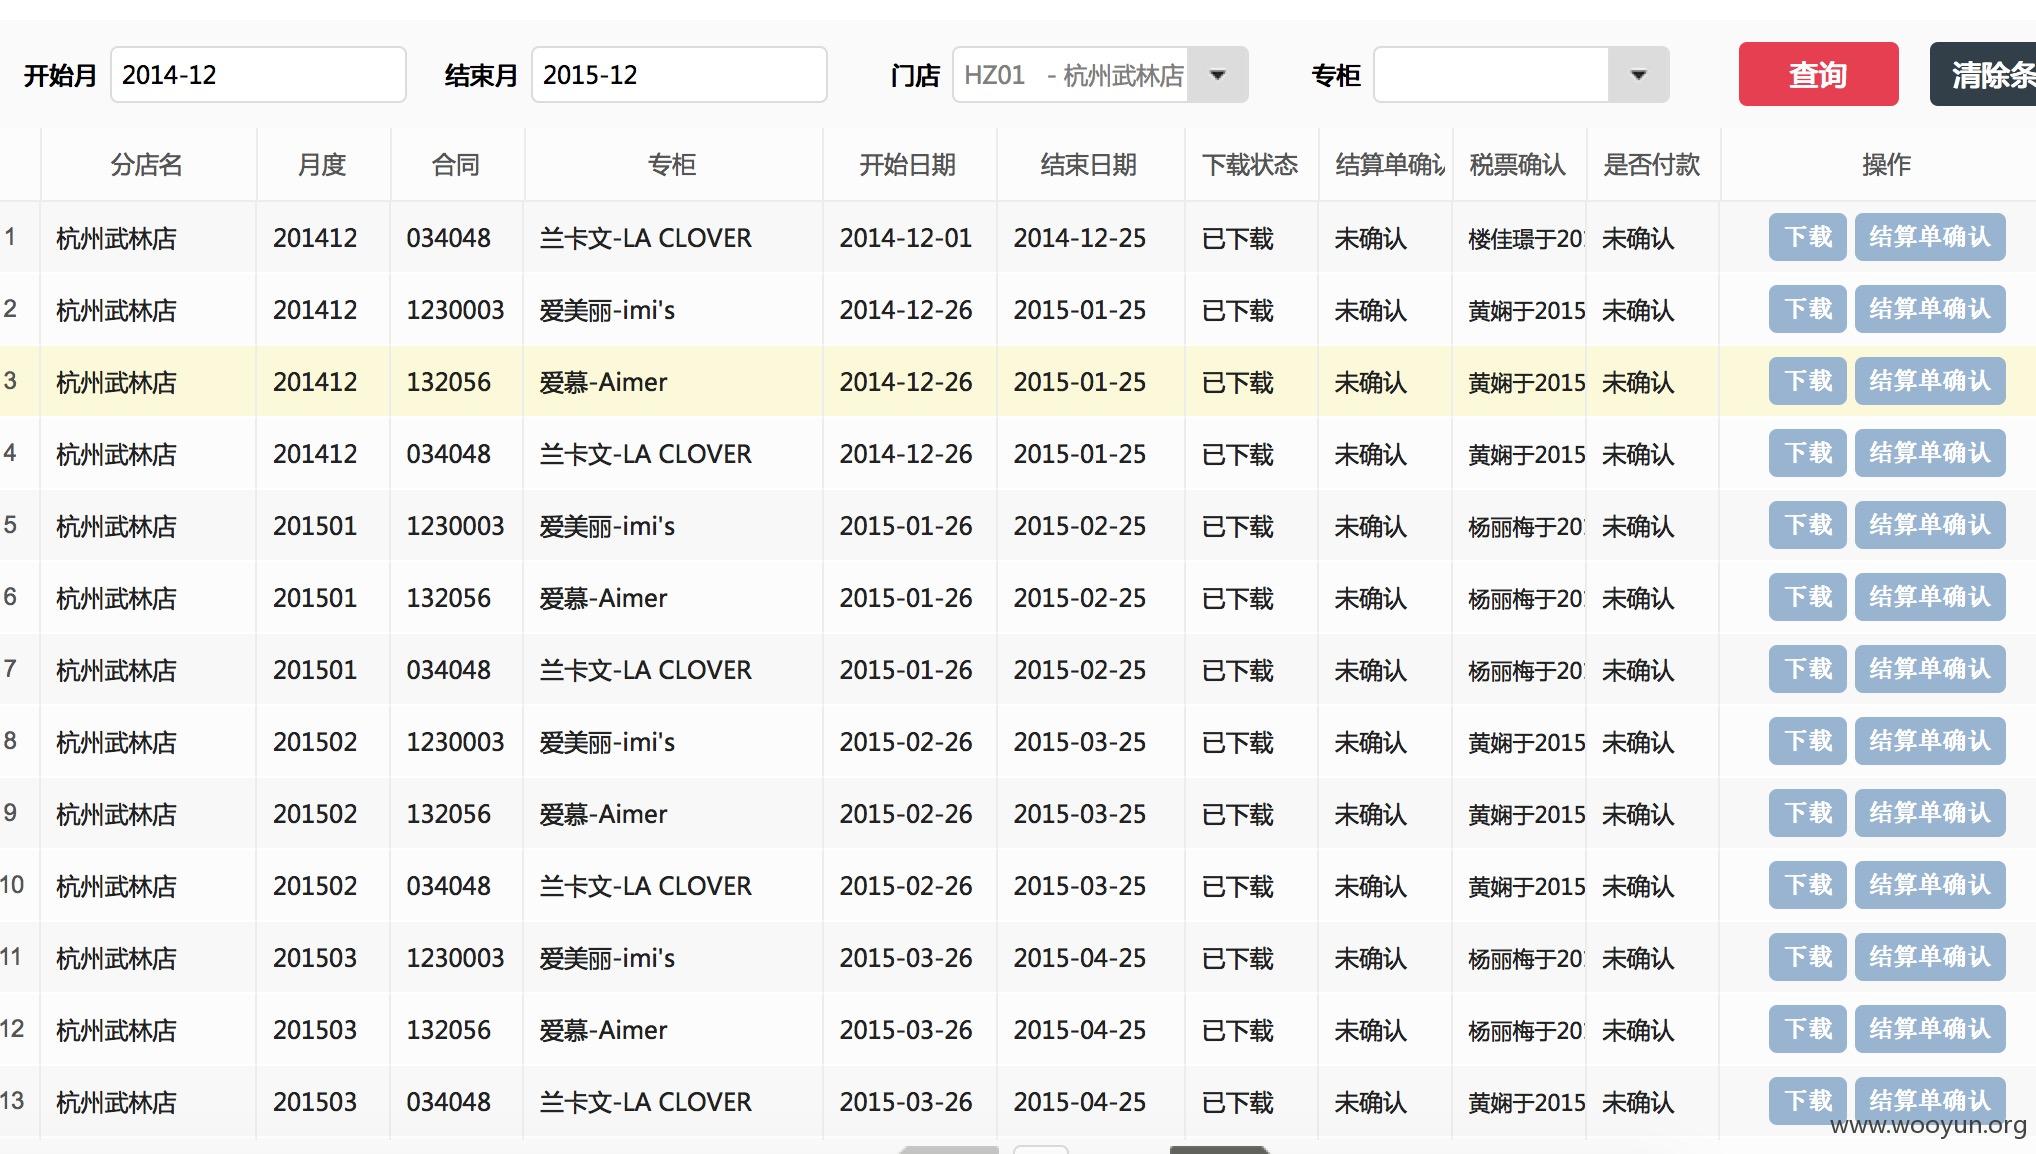 开始月 2014-12 结束月 2015-12 门店 HZ01 - 杭州武林店 专柜 查询 清除条
分店名 月度 合同 专柜 开始日期 结束日期 下载状态 结算单确认 税票确认 是否付款 操作
1 杭州武林店 201412 034048 兰卡文-LA CLOVER 2014-12-01 2014-12-25 已下载 未确认 楼佳璟于201 未确认 下载 结算单确认
2 杭州武林店 201412 1230003 爱美丽-imi's 2014-12-26 2015-01-25 已下载 未确认 黄娴于2015 未确认 下载 结算单确认
3 杭州武林店 201412 132056 爱慕-Aimer 2014-12-26 2015-01-25 已下载 未确认 黄娴于2015 未确认 下载 结算单确认
4 杭州武林店 201412 034048 兰卡文-LA CLOVER 2014-12-26 2015-01-25 已下载 未确认 黄娴于2015 未确认 下载 结算单确认
5 杭州武林店 201501 1230003 爱美丽-imi's 2015-01-26 2015-02-25 已下载 未确认 杨丽梅于201 未确认 下载 结算单确认
6 杭州武林店 201501 132056 爱慕-Aimer 2015-01-26 2015-02-25 已下载 未确认 杨丽梅于201 未确认 下载 结算单确认
7 杭州武林店 201501 034048 兰卡文-LA CLOVER 2015-01-26 2015-02-25 已下载 未确认 杨丽梅于201 未确认 下载 结算单确认
8 杭州武林店 201502 1230003 爱美丽-imi's 2015-02-26 2015-03-25 已下载 未确认 黄娴于2015 未确认 下载 结算单确认
9 杭州武林店 201502 132056 爱慕-Aimer 2015-02-26 2015-03-25 已下载 未确认 黄娴于2015 未确认 下载 结算单确认
10 杭州武林店 201502 034048 兰卡文-LA CLOVER 2015-02-26 2015-03-25 已下载 未确认 黄娴于2015 未确认 下载 结算单确认
11 杭州武林店 201503 1230003 爱美丽-imi's 2015-03-26 2015-04-25 已下载 未确认 杨丽梅于201 未确认 下载 结算单确认
12 杭州武林店 201503 132056 爱慕-Aimer 2015-03-26 2015-04-25 已下载 未确认 杨丽梅于201 未确认 下载 结算单确认
13 杭州武林店 201503 034048 兰卡文-LA CLOVER 2015-03-26 2015-04-25 已下载 未确认 黄娴于2015 未确认 下载 结算单确认
www.wooyun.org